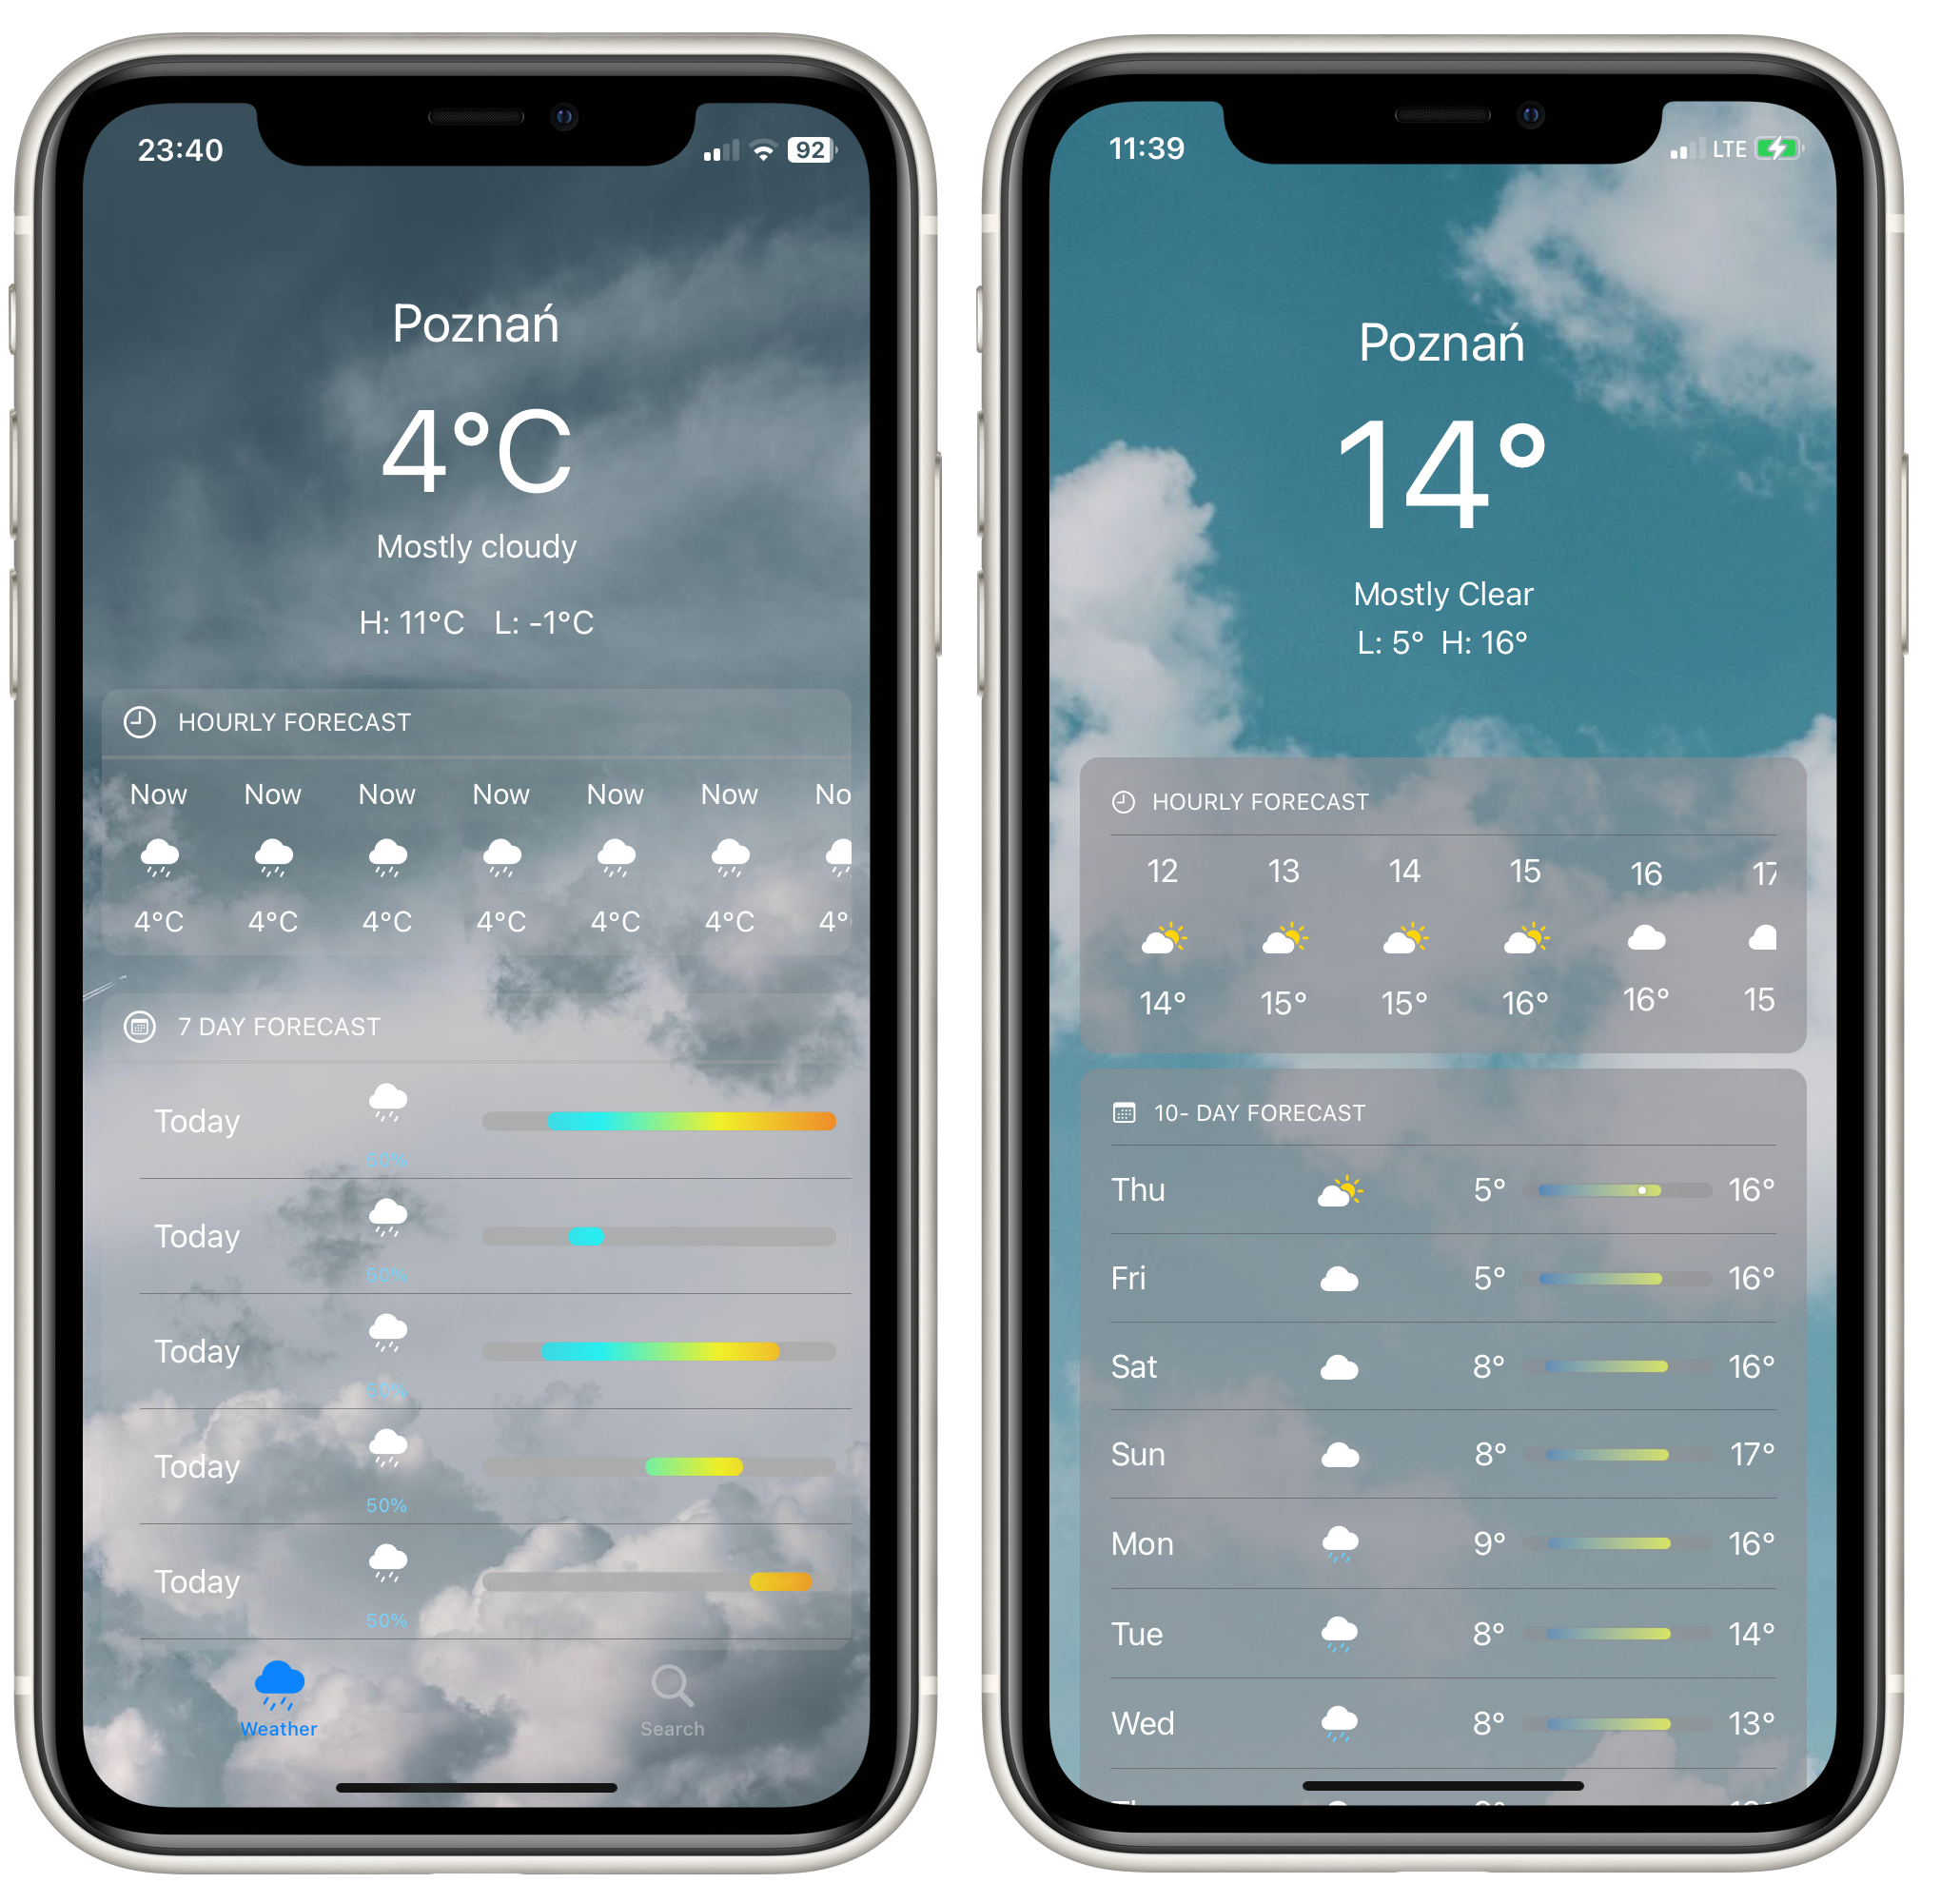 23:40
92
Poznań
4°C
Mostly cloudy
H: 11°C L: -1°C
HOURLY FORECAST
Now Now Now Now Now Now No
4°C 4°C 4°C 4°C 4°C 4°C 4°
7 DAY FORECAST
Today
50%
Today
50%
Today
50%
Today
50%
Today
50%
Weather Search
11:39
LTE
Poznań
14°
Mostly Clear
L: 5° H: 16°
HOURLY FORECAST
12 13 14 15 16 17
14° 15° 15° 16° 16° 15
10- DAY FORECAST
Thu 5° 16°
Fri 5° 16°
Sat 8° 16°
Sun 8° 17°
Mon 9° 16°
Tue 8° 14°
Wed 8° 13°